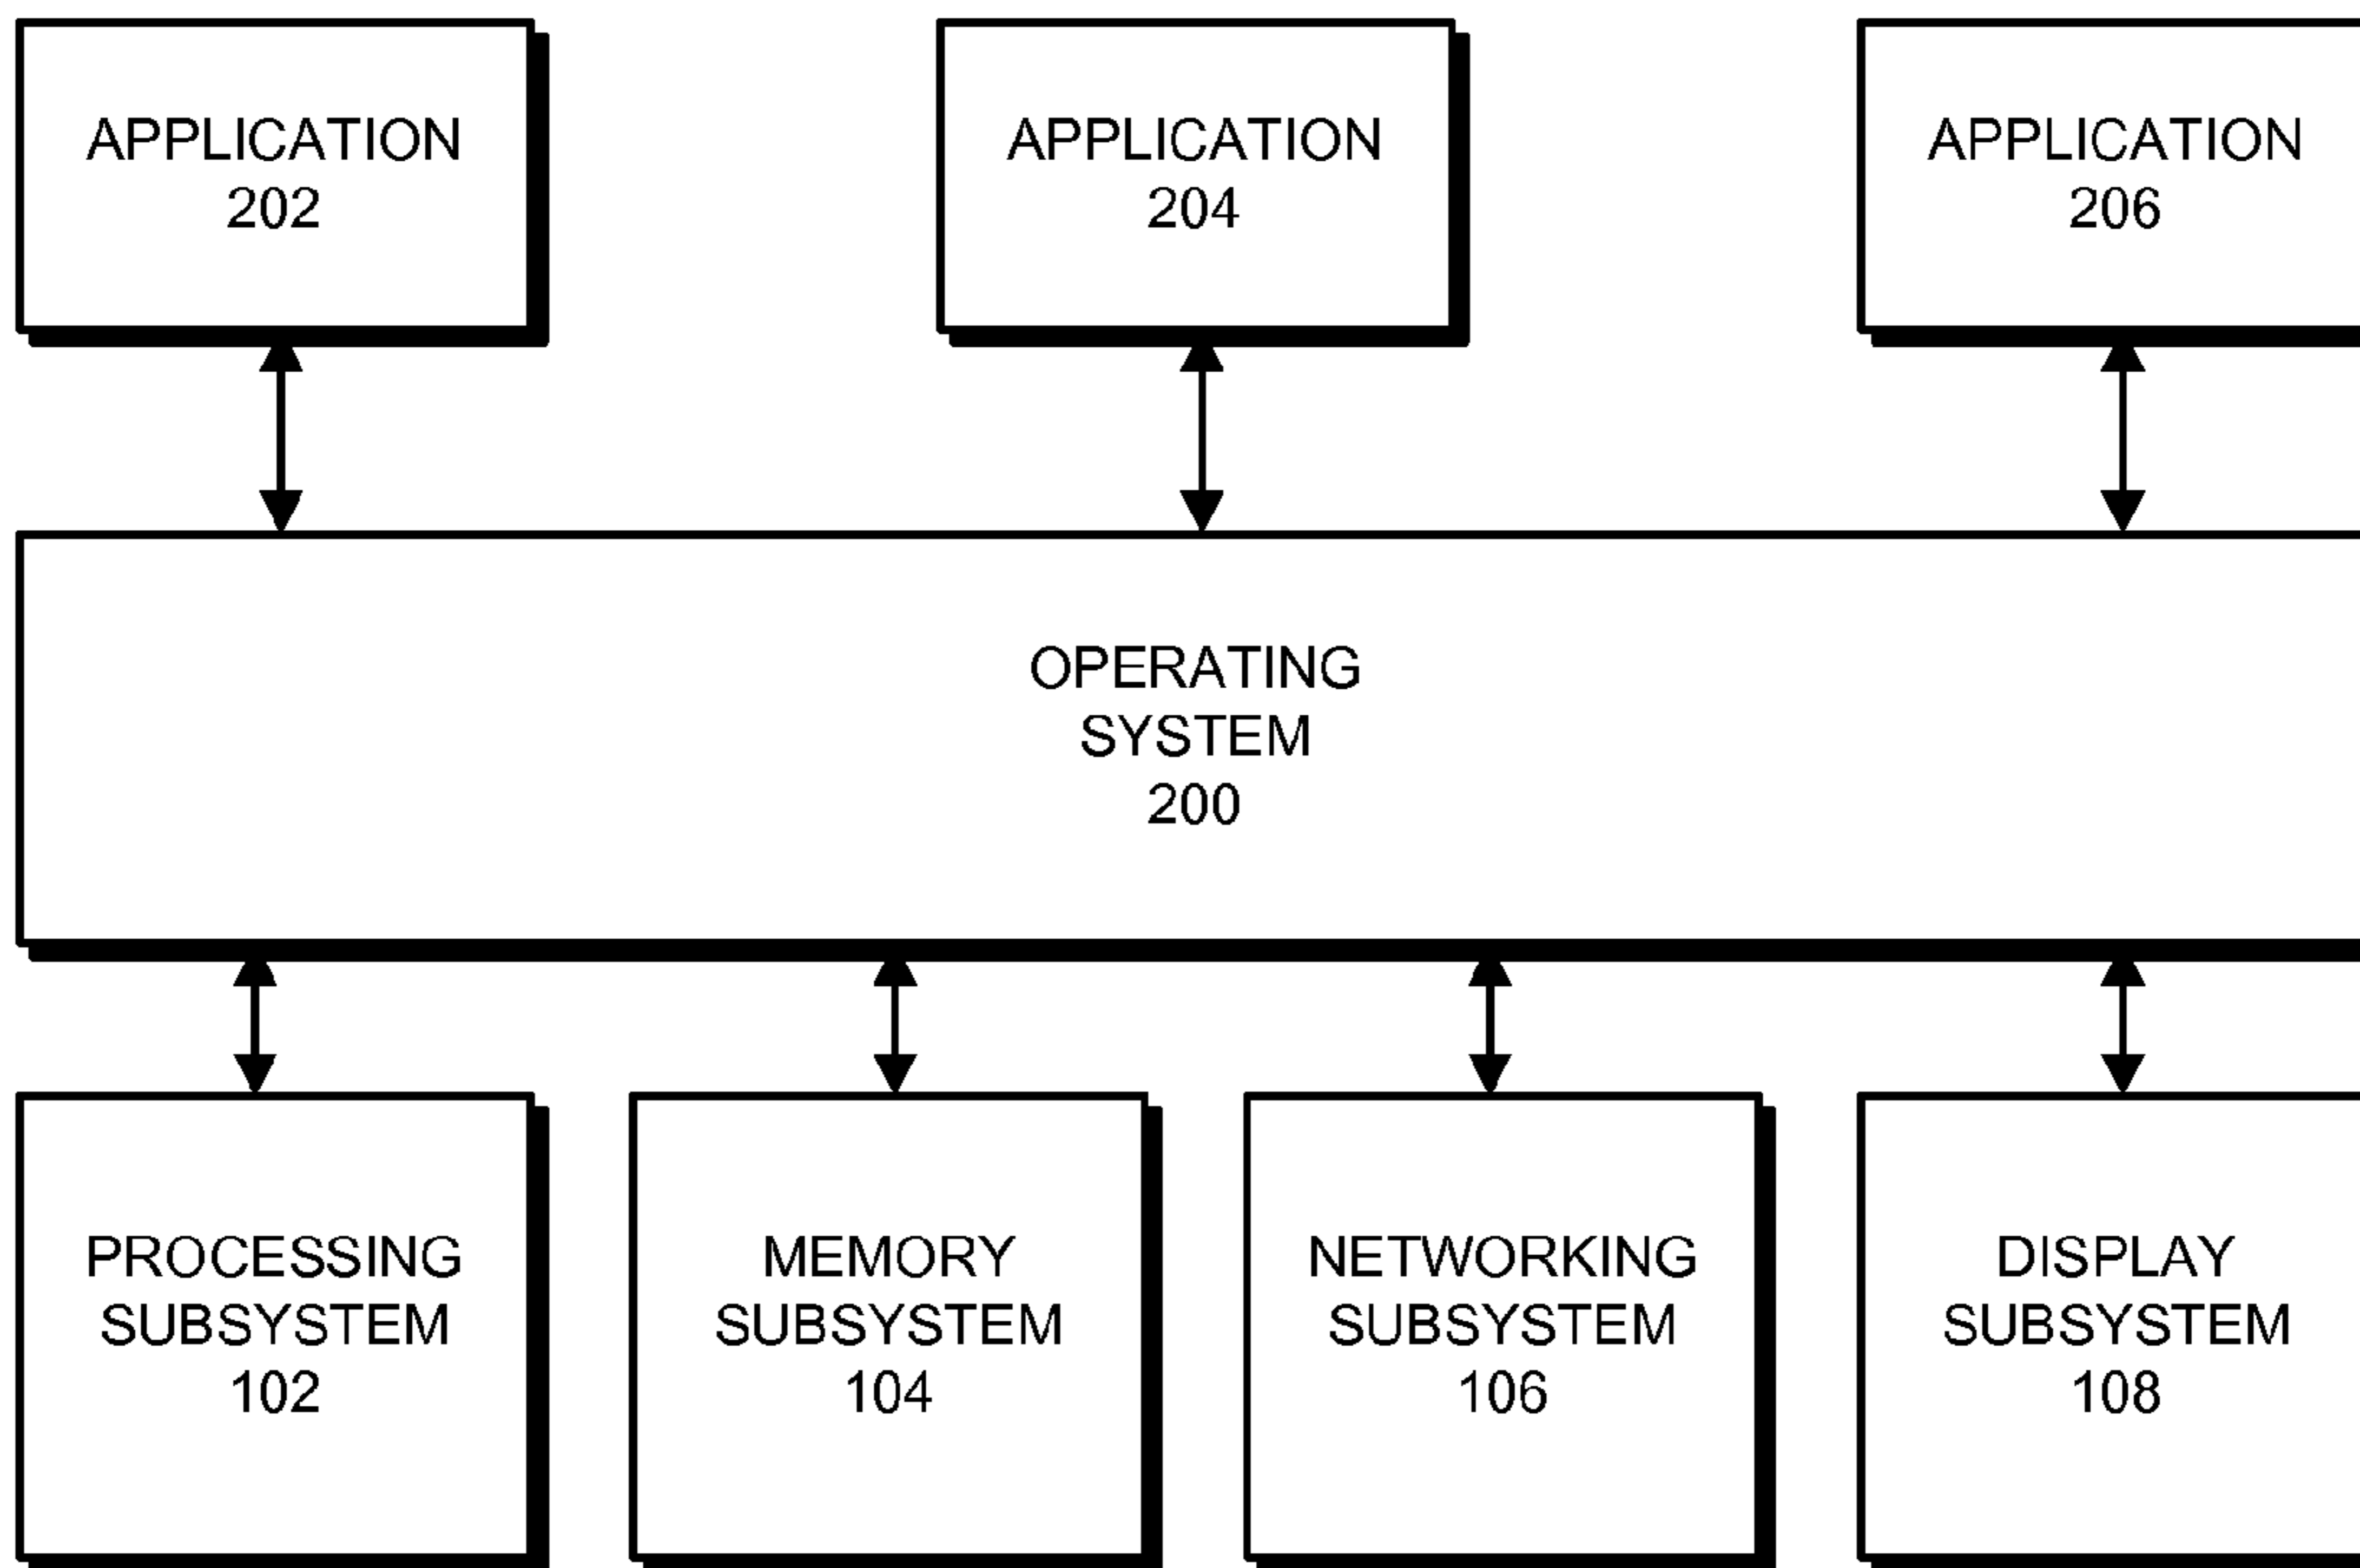 APPLICATION
202
APPLICATION
204
APPLICATION
206
OPERATING
SYSTEM
200
PROCESSING
SUBSYSTEM
102
MEMORY
SUBSYSTEM
104
NETWORKING
SUBSYSTEM
106
DISPLAY
SUBSYSTEM
108